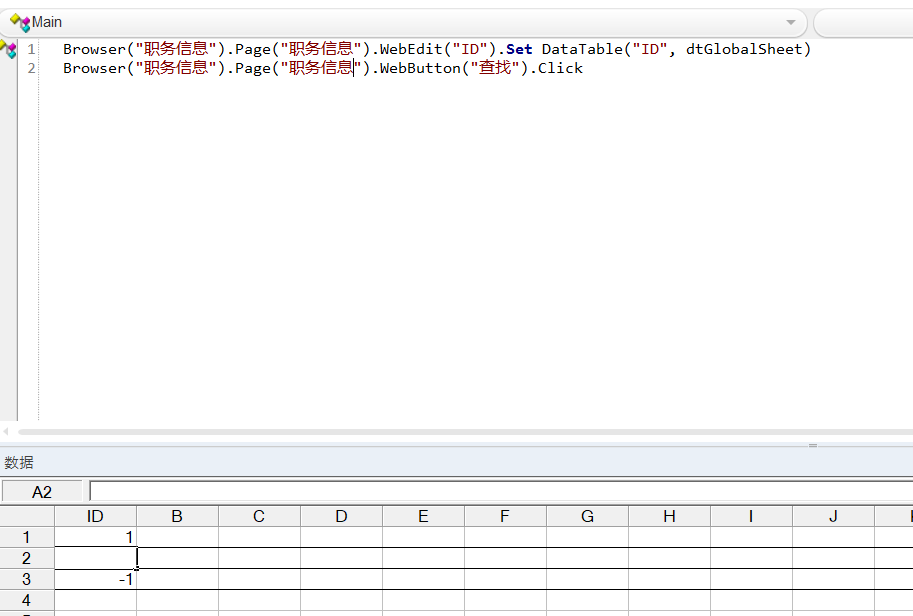 Main
1 Browser("职务信息").Page("职务信息").WebEdit("ID").Set DataTable("ID", dtGlobalSheet)
2 Browser("职务信息").Page("职务信息").WebButton("查找").Click
数据
A2
ID B C D E F G H I J
1 1
2
3 -1
4